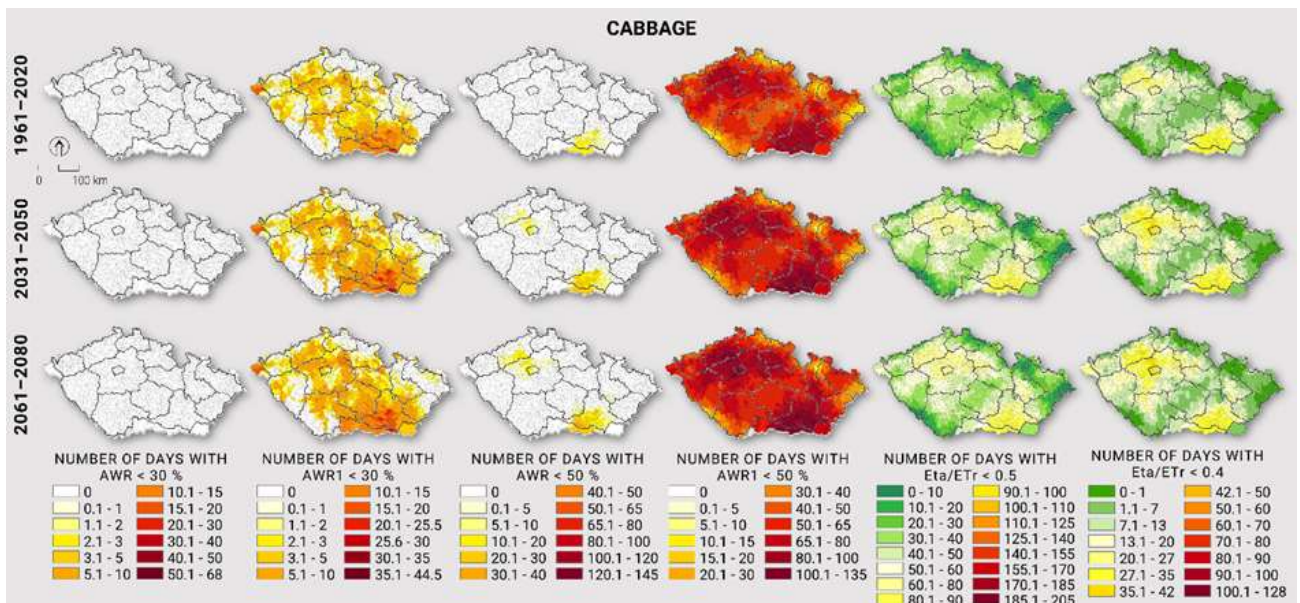 CABBAGE
1961-2020
0 100 km
2031-2050
2061-2080
NUMBER OF DAYS WITH
AWR < 30 %
0 10.1 - 15
0.1 - 1 15.1 - 20
1.1 - 2 20.1 - 30
2.1 - 3 30.1 - 40
3.1 - 5 40.1 - 50
5.1 - 10 50.1 - 68
NUMBER OF DAYS WITH
AWR1 < 30 %
0 10.1 - 15
0.1 - 1 15.1 - 20
1.1 - 2 20.1 - 25.5
2.1 - 3 25.6 - 30
3.1 - 5 30.1 - 35
5.1 - 10 35.1 - 44.5
NUMBER OF DAYS WITH
AWR < 50 %
0 40.1 - 50
0.1 - 5 50.1 - 65
5.1 - 10 65.1 - 80
10.1 - 20 80.1 - 100
20.1 - 30 100.1 - 120
30.1 - 40 120.1 - 145
NUMBER OF DAYS WITH
AWR1 < 50 %
0 30.1 - 40
0.1 - 5 40.1 - 50
5.1 - 10 50.1 - 65
10.1 - 15 65.1 - 80
15.1 - 20 80.1 - 100
20.1 - 30 100.1 - 135
NUMBER OF DAYS WITH
Eta/ETr < 0.5
0 - 10 90.1 - 100
10.1 - 20 100.1 - 110
20.1 - 30 110.1 - 125
30.1 - 40 125.1 - 140
40.1 - 50 140.1 - 155
50.1 - 60 155.1 - 170
60.1 - 80 170.1 - 185
80.1 - 90 185.1 - 205
NUMBER OF DAYS WITH
Eta/ETr < 0.4
0 - 1 42.1 - 50
1.1 - 7 50.1 - 60
7.1 - 13 60.1 - 70
13.1 - 20 70.1 - 80
20.1 - 27 80.1 - 90
27.1 - 35 90.1 - 100
35.1 - 42 100.1 - 128